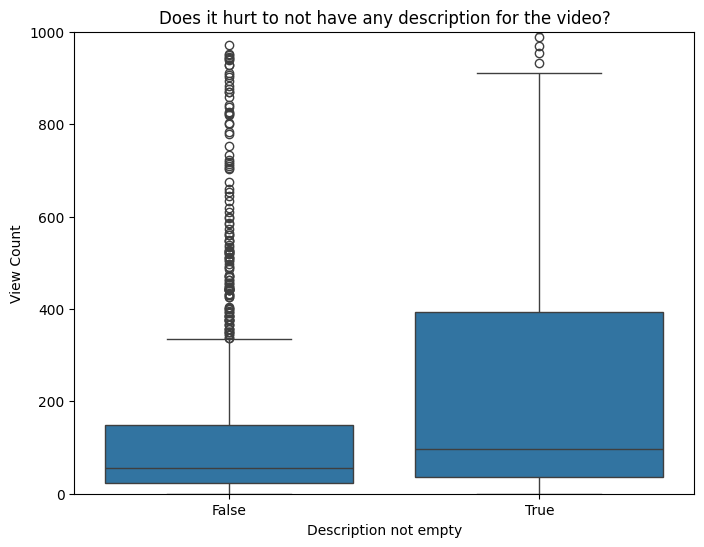 Does it hurt to not have any description for the video?
1000
800
600
400
200
0
View Count
False
True
Description not empty